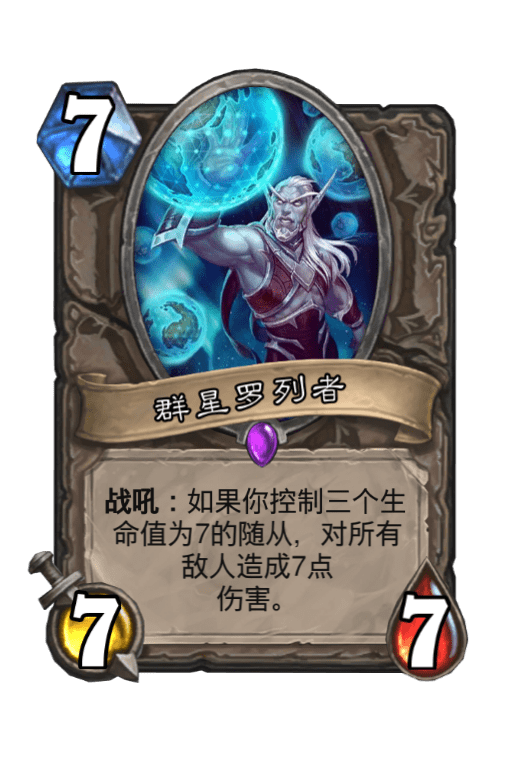 7
群星罗列者
战吼：如果你控制三个生
命值为7的随从，对所有
敌人造成7点
伤害。
7
7